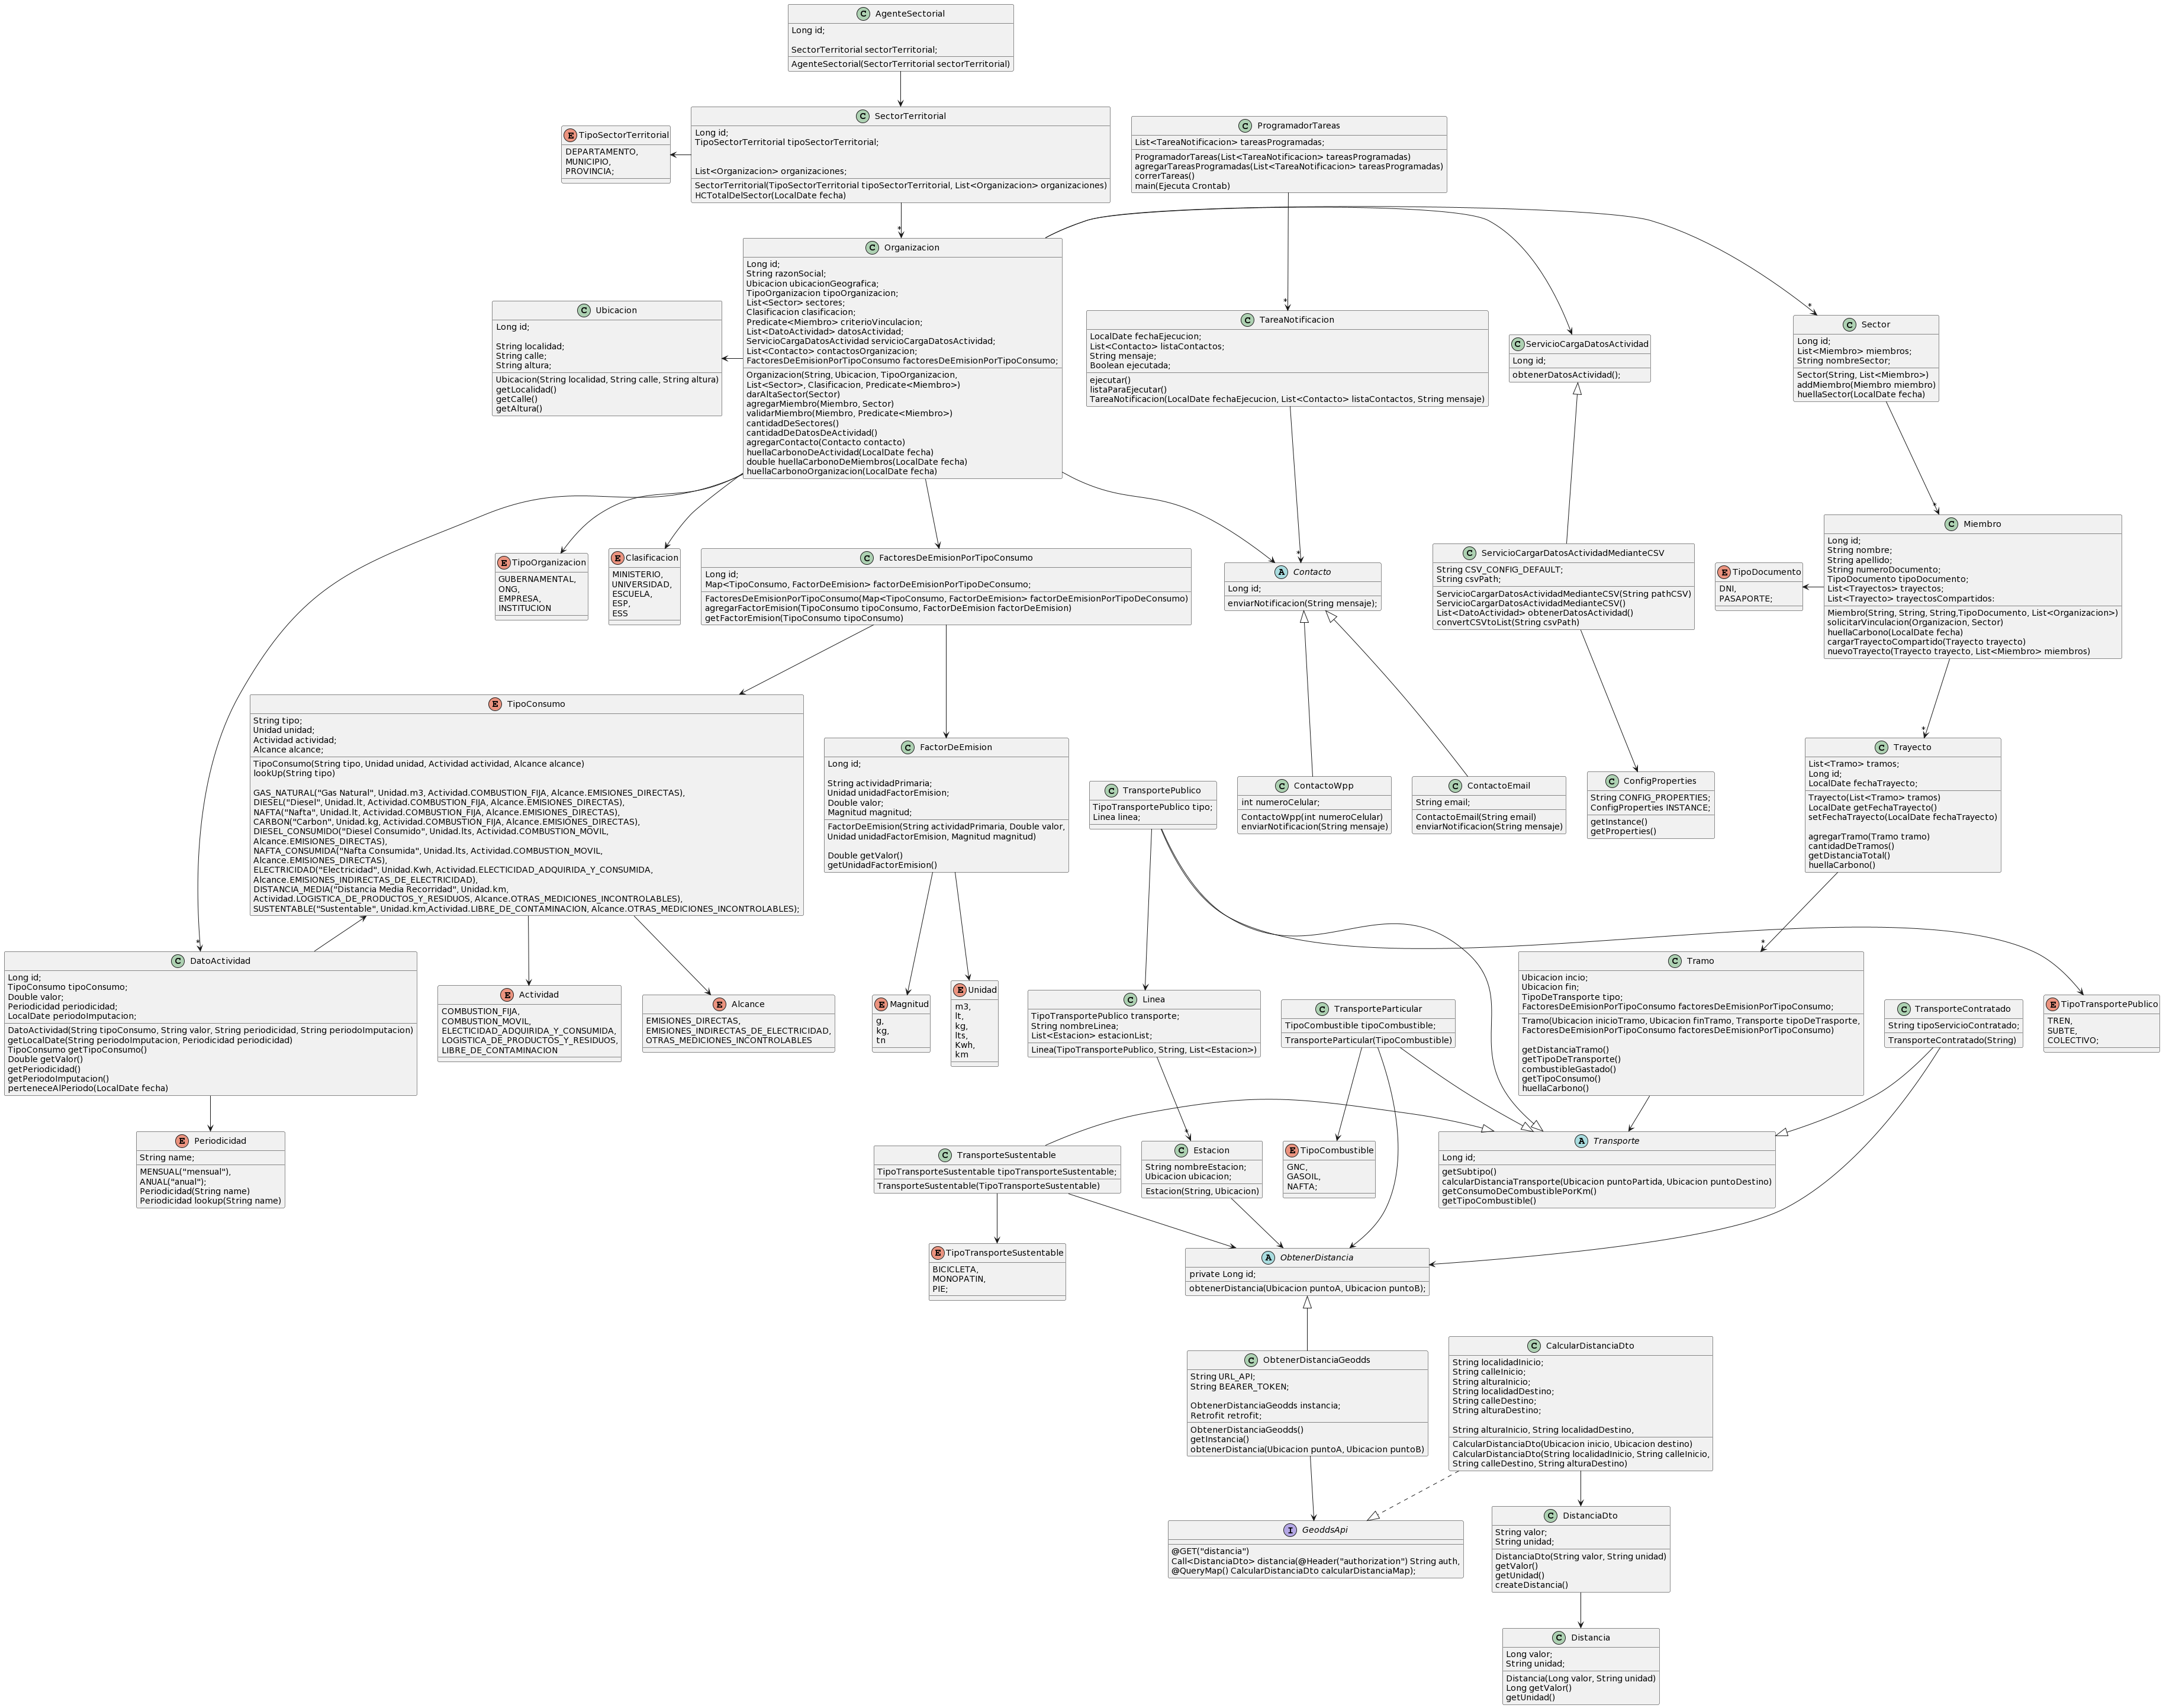 AgenteSectorial
Long id;
SectorTerritorial sectorTerritorial;
AgenteSectorial(SectorTerritorial sectorTerritorial)
SectorTerritorial
Long id;
TipoSectorTerritorial tipoSectorTerritorial;
List<Organizacion> organizaciones;
SectorTerritorial(TipoSectorTerritorial tipoSectorTerritorial, List<Organizacion> organizaciones)
HCTotalDelSector(LocalDate fecha)
TipoSectorTerritorial
DEPARTAMENTO,
MUNICIPIO,
PROVINCIA;
ProgramadorTareas
List<TareaNotificacion> tareasProgramadas;
ProgramadorTareas(List<TareaNotificacion> tareasProgramadas)
agregarTareasProgramadas(List<TareaNotificacion> tareasProgramadas)
correrTareas()
main(Ejecuta Crontab)
*
Organizacion
Long id;
String razonSocial;
Ubicacion ubicacionGeografica;
TipoOrganizacion tipoOrganizacion;
List<Sector> sectores;
Clasificacion clasificacion;
Predicate<Miembro> criterioVinculacion;
List<DatoActividad> datosActividad;
ServicioCargaDatosActividad servicioCargaDatosActividad;
List<Contacto> contactosOrganizacion;
FactoresDeEmisionPorTipoConsumo factoresDeEmisionPorTipoConsumo;
Organizacion(String, Ubicacion, TipoOrganizacion,
List<Sector>, Clasificacion, Predicate<Miembro>)
darAltaSector(Sector)
agregarMiembro(Miembro, Sector)
validarMiembro(Miembro, Predicate<Miembro>)
cantidadDeSectores()
cantidadDeDatosDeActividad()
agregarContacto(Contacto contacto)
huellaCarbonoDeActividad(LocalDate fecha)
double huellaCarbonoDeMiembros(LocalDate fecha)
huellaCarbonoOrganizacion(LocalDate fecha)
Ubicacion
Long id;
String localidad;
String calle;
String altura;
Ubicacion(String localidad, String calle, String altura)
getLocalidad()
getCalle()
getAltura()
*
TareaNotificacion
LocalDate fechaEjecucion;
List<Contacto> listaContactos;
String mensaje;
Boolean ejecutada;
ejecutar()
listaParaEjecutar()
TareaNotificacion(LocalDate fechaEjecucion, List<Contacto> listaContactos, String mensaje)
ServicioCargaDatosActividad
Long id;
obtenerDatosActividad();
*
Sector
Long id;
List<Miembro> miembros;
String nombreSector;
Sector(String, List<Miembro>)
addMiembro(Miembro miembro)
huellaSector(LocalDate fecha)
TipoOrganizacion
GUBERNAMENTAL,
ONG,
EMPRESA,
INSTITUCION
Clasificacion
MINISTERIO,
UNIVERSIDAD,
ESCUELA,
ESP,
ESS
FactoresDeEmisionPorTipoConsumo
Long id;
Map<TipoConsumo, FactorDeEmision> factorDeEmisionPorTipoDeConsumo;
FactoresDeEmisionPorTipoConsumo(Map<TipoConsumo, FactorDeEmision> factorDeEmisionPorTipoDeConsumo)
agregarFactorEmision(TipoConsumo tipoConsumo, FactorDeEmision factorDeEmision)
getFactorEmision(TipoConsumo tipoConsumo)
*
Contacto
Long id;
enviarNotificacion(String mensaje);
ServicioCargarDatosActividadMedianteCSV
String CSV_CONFIG_DEFAULT;
String csvPath;
ServicioCargarDatosActividadMedianteCSV(String pathCSV)
ServicioCargarDatosActividadMedianteCSV()
List<DatoActividad> obtenerDatosActividad()
convertCSVtoList(String csvPath)
TipoDocumento
DNI,
PASAPORTE;
*
Miembro
Long id;
String nombre;
String apellido;
String numeroDocumento;
TipoDocumento tipoDocumento;
List<Trayectos> trayectos;
List<Trayecto> trayectosCompartidos:
Miembro(String, String, String,TipoDocumento, List<Organizacion>)
solicitarVinculacion(Organizacion, Sector)
huellaCarbono(LocalDate fecha)
cargarTrayectoCompartido(Trayecto trayecto)
nuevoTrayecto(Trayecto trayecto, List<Miembro> miembros)
TipoConsumo
String tipo;
Unidad unidad;
Actividad actividad;
Alcance alcance;
TipoConsumo(String tipo, Unidad unidad, Actividad actividad, Alcance alcance)
lookUp(String tipo)
GAS_NATURAL("Gas Natural", Unidad.m3, Actividad.COMBUSTION_FIJA, Alcance.EMISIONES_DIRECTAS),
DIESEL("Diesel", Unidad.lt, Actividad.COMBUSTION_FIJA, Alcance.EMISIONES_DIRECTAS),
NAFTA("Nafta", Unidad.lt, Actividad.COMBUSTION_FIJA, Alcance.EMISIONES_DIRECTAS),
CARBON("Carbon", Unidad.kg, Actividad.COMBUSTION_FIJA, Alcance.EMISIONES_DIRECTAS),
DIESEL_CONSUMIDO("Diesel Consumido", Unidad.lts, Actividad.COMBUSTION_MOVIL,
Alcance.EMISIONES_DIRECTAS),
NAFTA_CONSUMIDA("Nafta Consumida", Unidad.lts, Actividad.COMBUSTION_MOVIL,
Alcance.EMISIONES_DIRECTAS),
ELECTRICIDAD("Electricidad", Unidad.Kwh, Actividad.ELECTICIDAD_ADQUIRIDA_Y_CONSUMIDA,
Alcance.EMISIONES_INDIRECTAS_DE_ELECTRICIDAD),
DISTANCIA_MEDIA("Distancia Media Recorridad", Unidad.km,
Actividad.LOGISTICA_DE_PRODUCTOS_Y_RESIDUOS, Alcance.OTRAS_MEDICIONES_INCONTROLABLES),
SUSTENTABLE("Sustentable", Unidad.km,Actividad.LIBRE_DE_CONTAMINACION, Alcance.OTRAS_MEDICIONES_INCONTROLABLES);
FactorDeEmision
Long id;
String actividadPrimaria;
Unidad unidadFactorEmision;
Double valor;
Magnitud magnitud;
FactorDeEmision(String actividadPrimaria, Double valor,
Unidad unidadFactorEmision, Magnitud magnitud)
Double getValor()
getUnidadFactorEmision()
TransportePublico
TipoTransportePublico tipo;
Linea linea;
ContactoWpp
int numeroCelular;
ContactoWpp(int numeroCelular)
enviarNotificacion(String mensaje)
ContactoEmail
String email;
ContactoEmail(String email)
enviarNotificacion(String mensaje)
ConfigProperties
String CONFIG_PROPERTIES;
ConfigProperties INSTANCE;
getInstance()
getProperties()
*
Trayecto
List<Tramo> tramos;
Long id;
LocalDate fechaTrayecto;
Trayecto(List<Tramo> tramos)
LocalDate getFechaTrayecto()
setFechaTrayecto(LocalDate fechaTrayecto)
agregarTramo(Tramo tramo)
cantidadDeTramos()
getDistanciaTotal()
huellaCarbono()
*
DatoActividad
Long id;
TipoConsumo tipoConsumo;
Double valor;
Periodicidad periodicidad;
LocalDate periodoImputacion;
DatoActividad(String tipoConsumo, String valor, String periodicidad, String periodoImputacion)
getLocalDate(String periodoImputacion, Periodicidad periodicidad)
TipoConsumo getTipoConsumo()
Double getValor()
getPeriodicidad()
getPeriodoImputacion()
perteneceAlPeriodo(LocalDate fecha)
Actividad
COMBUSTION_FIJA,
COMBUSTION_MOVIL,
ELECTICIDAD_ADQUIRIDA_Y_CONSUMIDA,
LOGISTICA_DE_PRODUCTOS_Y_RESIDUOS,
LIBRE_DE_CONTAMINACION
Alcance
EMISIONES_DIRECTAS,
EMISIONES_INDIRECTAS_DE_ELECTRICIDAD,
OTRAS_MEDICIONES_INCONTROLABLES
Magnitud
g,
kg,
tn
Unidad
m3,
lt,
kg,
lts,
Kwh,
km
Linea
TipoTransportePublico transporte;
String nombreLinea;
List<Estacion> estacionList;
Linea(TipoTransportePublico, String, List<Estacion>)
TransporteParticular
TipoCombustible tipoCombustible;
TransporteParticular(TipoCombustible)
*
Tramo
Ubicacion incio;
Ubicacion fin;
TipoDeTransporte tipo;
FactoresDeEmisionPorTipoConsumo factoresDeEmisionPorTipoConsumo;
Tramo(Ubicacion inicioTramo, Ubicacion finTramo, Transporte tipoDeTrasporte,
FactoresDeEmisionPorTipoConsumo factoresDeEmisionPorTipoConsumo)
getDistanciaTramo()
getTipoDeTransporte()
combustibleGastado()
getTipoConsumo()
huellaCarbono()
TransporteContratado
String tipoServicioContratado;
TransporteContratado(String)
TipoTransportePublico
TREN,
SUBTE,
COLECTIVO;
Periodicidad
String name;
MENSUAL("mensual"),
ANUAL("anual");
Periodicidad(String name)
Periodicidad lookup(String name)
TransporteSustentable
TipoTransporteSustentable tipoTransporteSustentable;
TransporteSustentable(TipoTransporteSustentable)
*
Estacion
String nombreEstacion;
Ubicacion ubicacion;
Estacion(String, Ubicacion)
TipoCombustible
GNC,
GASOIL,
NAFTA;
Transporte
Long id;
getSubtipo()
calcularDistanciaTransporte(Ubicacion puntoPartida, Ubicacion puntoDestino)
getConsumoDeCombustiblePorKm()
getTipoCombustible()
TipoTransporteSustentable
BICICLETA,
MONOPATIN,
PIE;
ObtenerDistancia
private Long id;
obtenerDistancia(Ubicacion puntoA, Ubicacion puntoB);
ObtenerDistanciaGeodds
String URL_API;
String BEARER_TOKEN;
ObtenerDistanciaGeodds instancia;
Retrofit retrofit;
ObtenerDistanciaGeodds()
getInstancia()
obtenerDistancia(Ubicacion puntoA, Ubicacion puntoB)
CalcularDistanciaDto
String localidadInicio;
String calleInicio;
String alturaInicio;
String localidadDestino;
String calleDestino;
String alturaDestino;
String alturaInicio, String localidadDestino,
CalcularDistanciaDto(Ubicacion inicio, Ubicacion destino)
CalcularDistanciaDto(String localidadInicio, String calleInicio,
String calleDestino, String alturaDestino)
GeoddsApi
@GET("distancia")
Call<DistanciaDto> distancia(@Header("authorization") String auth,
@QueryMap() CalcularDistanciaDto calcularDistanciaMap);
DistanciaDto
String valor;
String unidad;
DistanciaDto(String valor, String unidad)
getValor()
getUnidad()
createDistancia()
Distancia
Long valor;
String unidad;
Distancia(Long valor, String unidad)
Long getValor()
getUnidad()